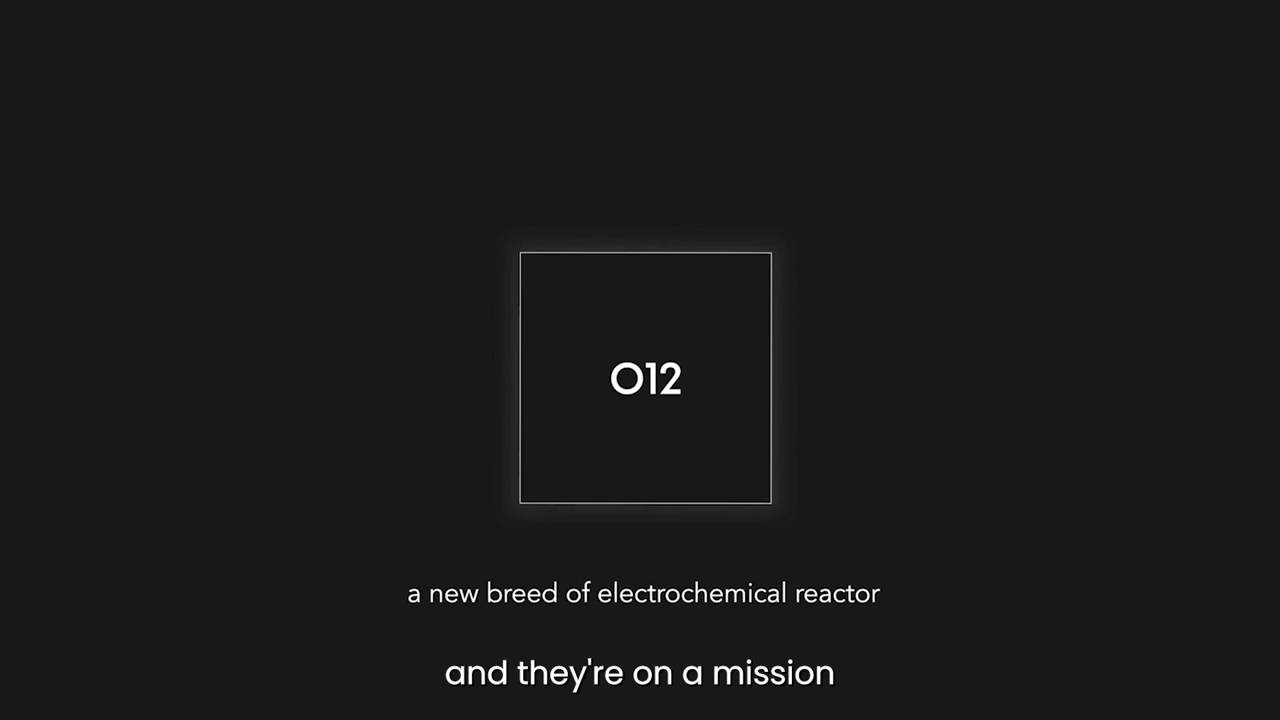 O12
a new breed of electrochemical reactor
and they're on a mission